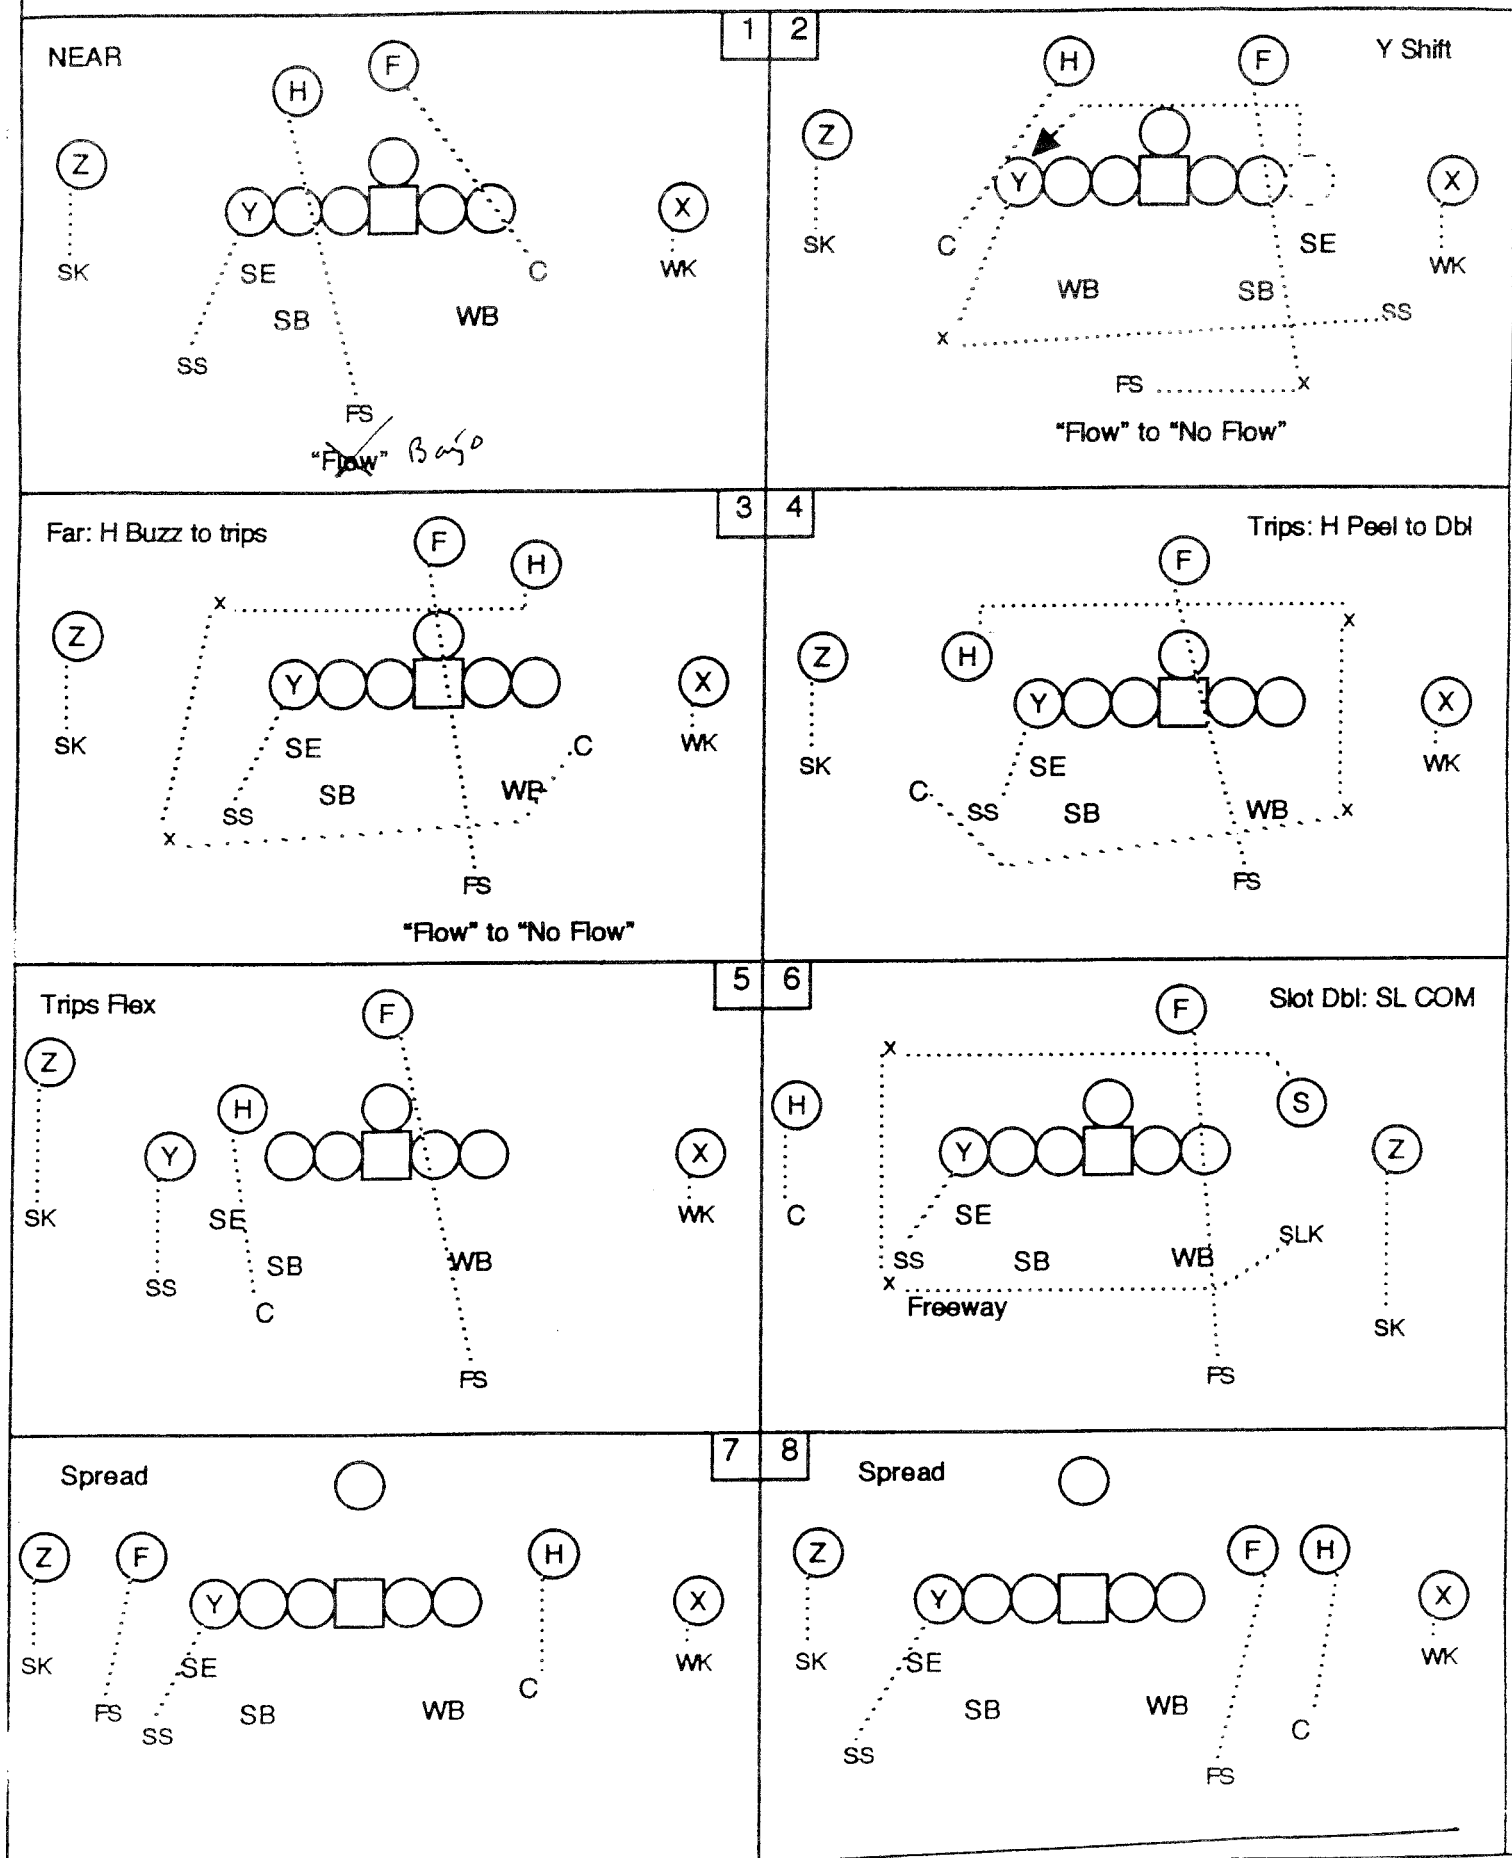 1
NEAR
H
F
Z
Y
X
SK
SE
C
WK
SB
WB
SS
FS
"Flow" Banjo
2
Y Shift
H
F
Z
Y
X
SK
C
SE
WK
WB
SB
SS
x
FS
x
"Flow" to "No Flow"
3
Far: H Buzz to trips
F
H
x
Z
Y
X
SK
SE
C
WK
SB
WB
SS
x
FS
"Flow" to "No Flow"
4
Trips: H Peel to Dbl
F
x
Z
H
Y
X
SK
SE
WK
C
SS
SB
WB
x
FS
5
Trips Flex
F
Z
H
Y
X
SK
SE
WK
SS
SB
WB
C
FS
6
Slot Dbl: SL COM
F
x
H
S
Y
Z
C
SE
SLK
SS
SB
WB
x
Freeway
SK
FS
7
Spread
Z
F
H
Y
X
SK
SE
WK
C
FS
SS
SB
WB
8
Spread
Z
F
H
Y
X
SK
SE
WK
SB
WB
C
SS
FS